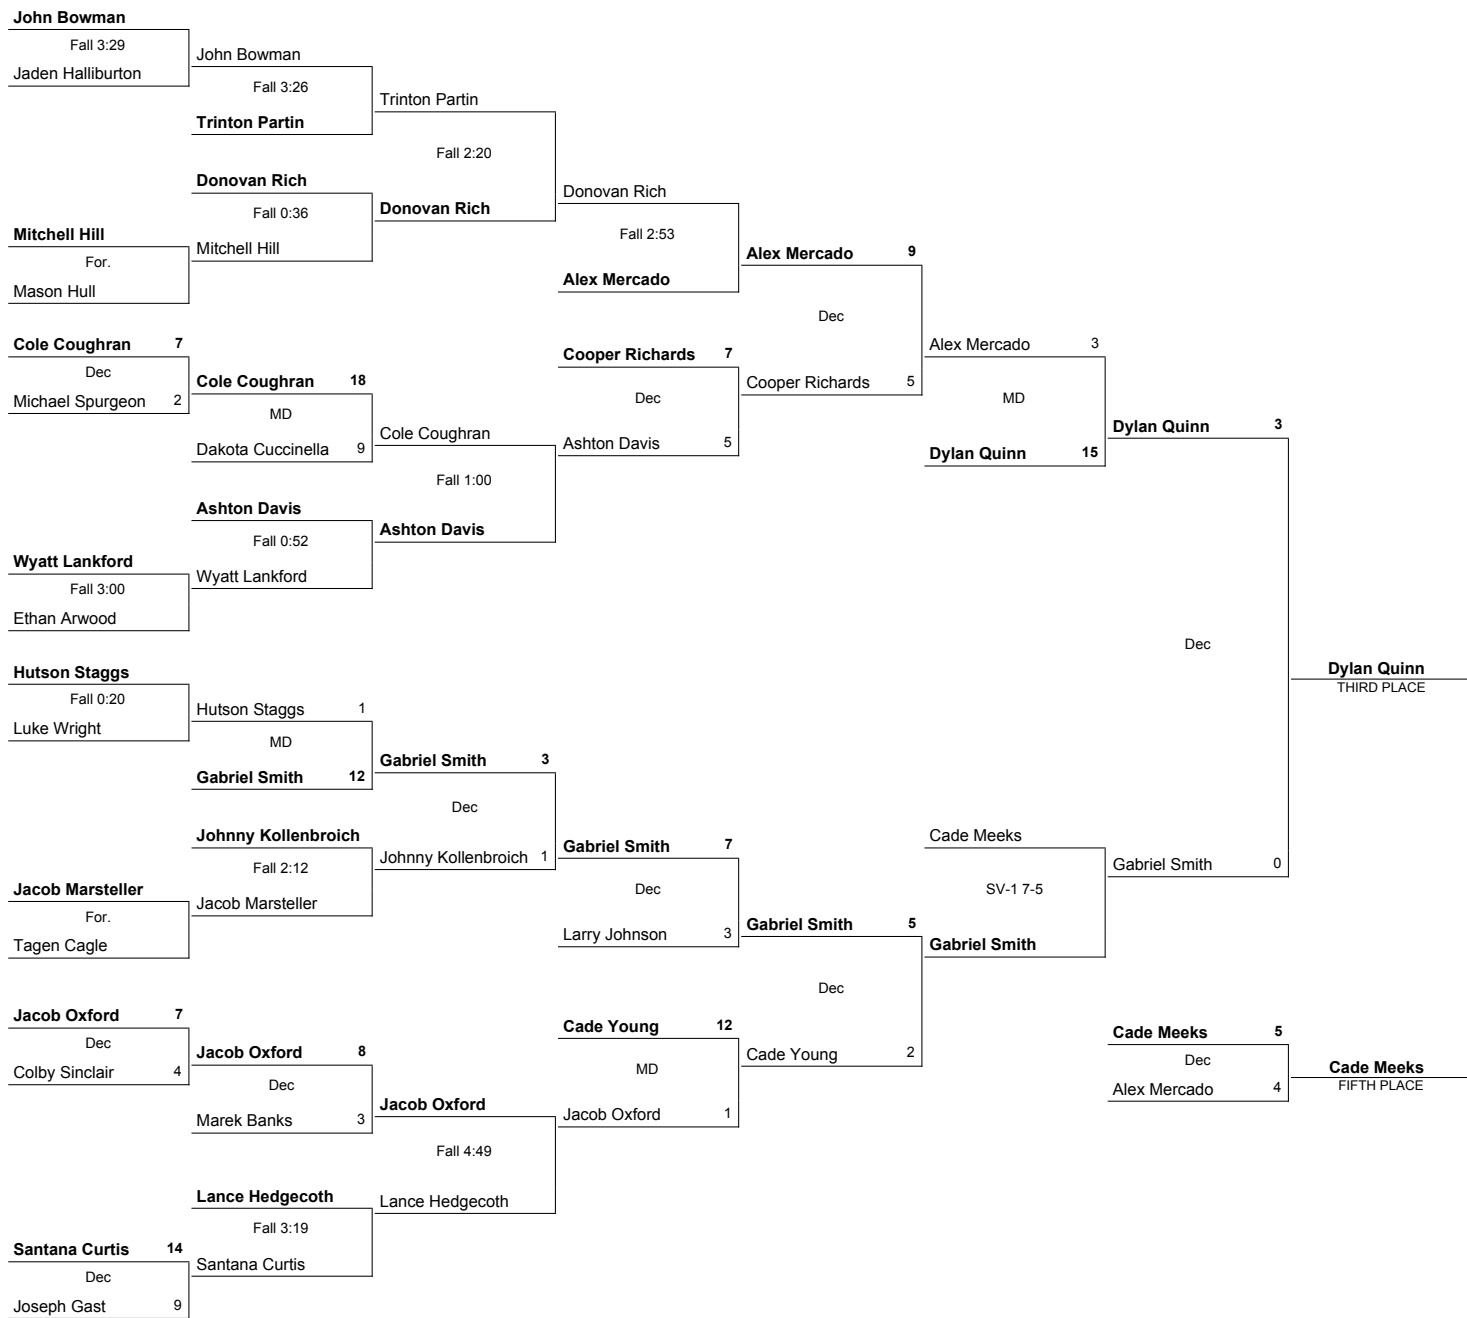 John Bowman
Fall 3:29
Jaden Halliburton
John Bowman
Fall 3:26
Trinton Partin
Trinton Partin
Fall 2:20
Donovan Rich
Donovan Rich
Fall 0:36
Mitchell Hill
Mitchell Hill
For.
Mason Hull
Donovan Rich
Fall 2:53
Alex Mercado
Alex Mercado 9
Dec
Cooper Richards 5
Cole Coughran 7
Dec
Michael Spurgeon 2
Cole Coughran 18
MD
Dakota Cuccinella 9
Cole Coughran
Fall 1:00
Ashton Davis
Ashton Davis
Fall 0:52
Wyatt Lankford
Wyatt Lankford
Fall 3:00
Ethan Arwood
Cooper Richards 7
Dec
Ashton Davis 5
Alex Mercado 3
MD
Dylan Quinn 15
Dylan Quinn 3
Dec
Gabriel Smith 0
Dylan Quinn
THIRD PLACE
Hutson Staggs
Fall 0:20
Luke Wright
Hutson Staggs 1
MD
Gabriel Smith 12
Gabriel Smith 3
Dec
Johnny Kollenbroich 1
Johnny Kollenbroich
Fall 2:12
Jacob Marsteller
Jacob Marsteller
For.
Tagen Cagle
Gabriel Smith 7
Dec
Larry Johnson 3
Gabriel Smith 5
Dec
Cade Young 2
Cade Meeks
SV-1 7-5
Gabriel Smith
Jacob Oxford 7
Dec
Colby Sinclair 4
Jacob Oxford 8
Dec
Marek Banks 3
Jacob Oxford
Fall 4:49
Lance Hedgecoth
Lance Hedgecoth
Fall 3:19
Santana Curtis
Santana Curtis 14
Dec
Joseph Gast 9
Cade Young 12
MD
Jacob Oxford 1
Cade Meeks 5
Dec
Alex Mercado 4
Cade Meeks
FIFTH PLACE